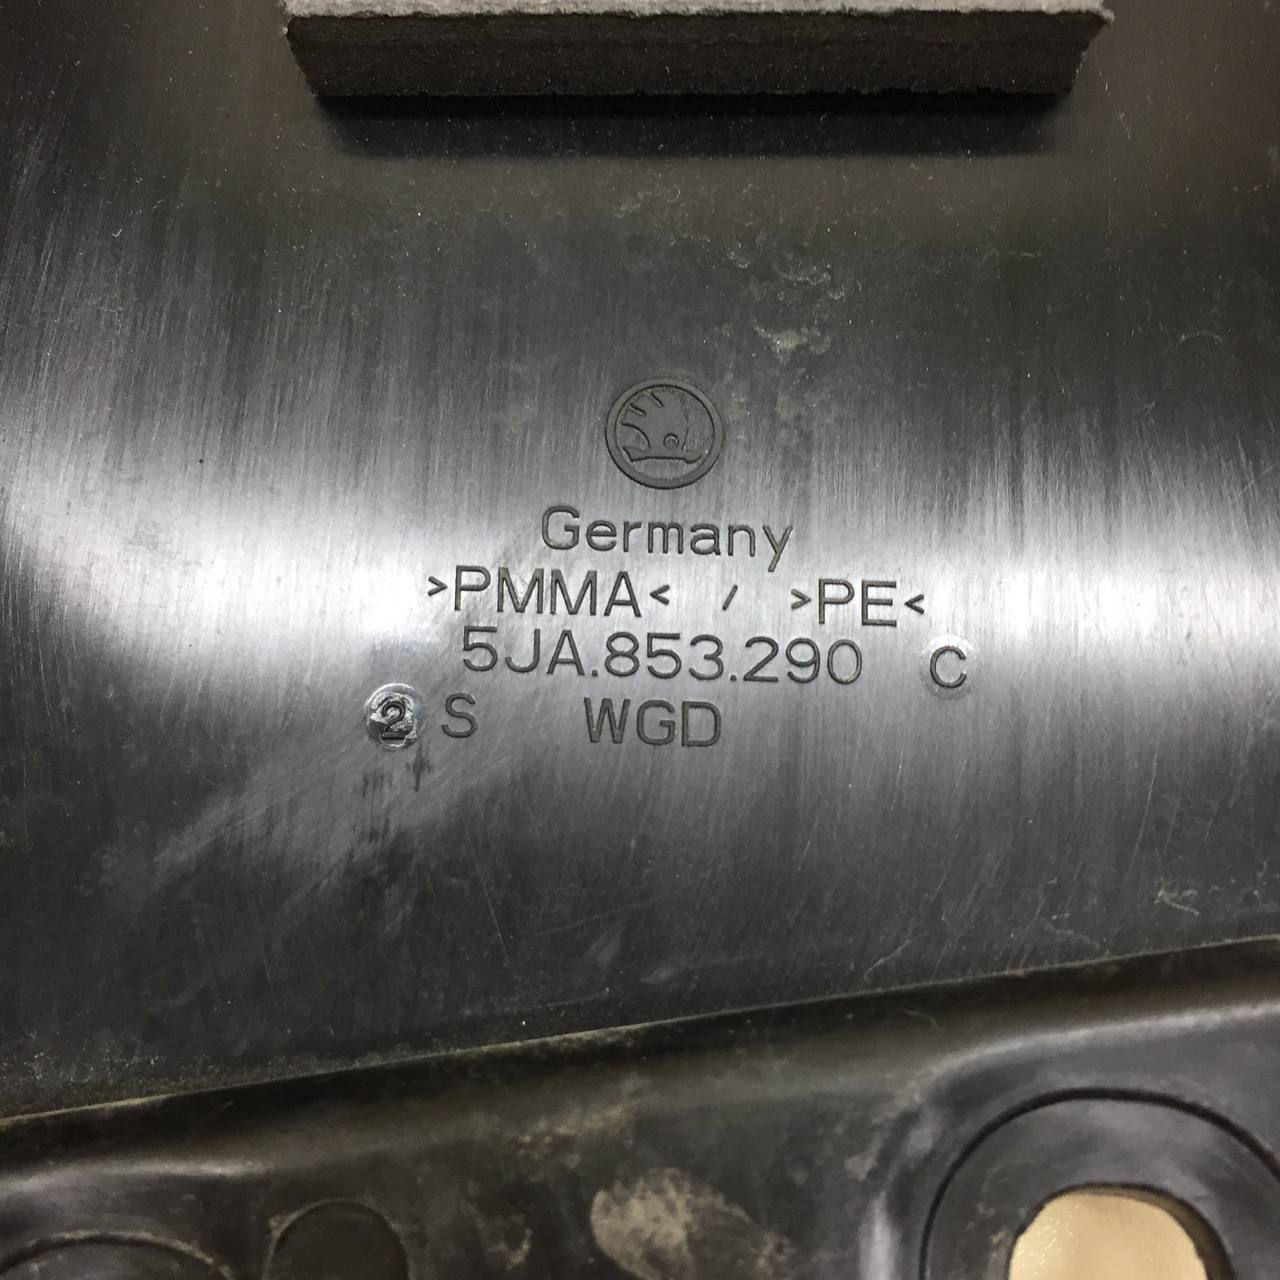 Germany
>PMMA< / >PE<
5JA.853.290 C
2 S WGD